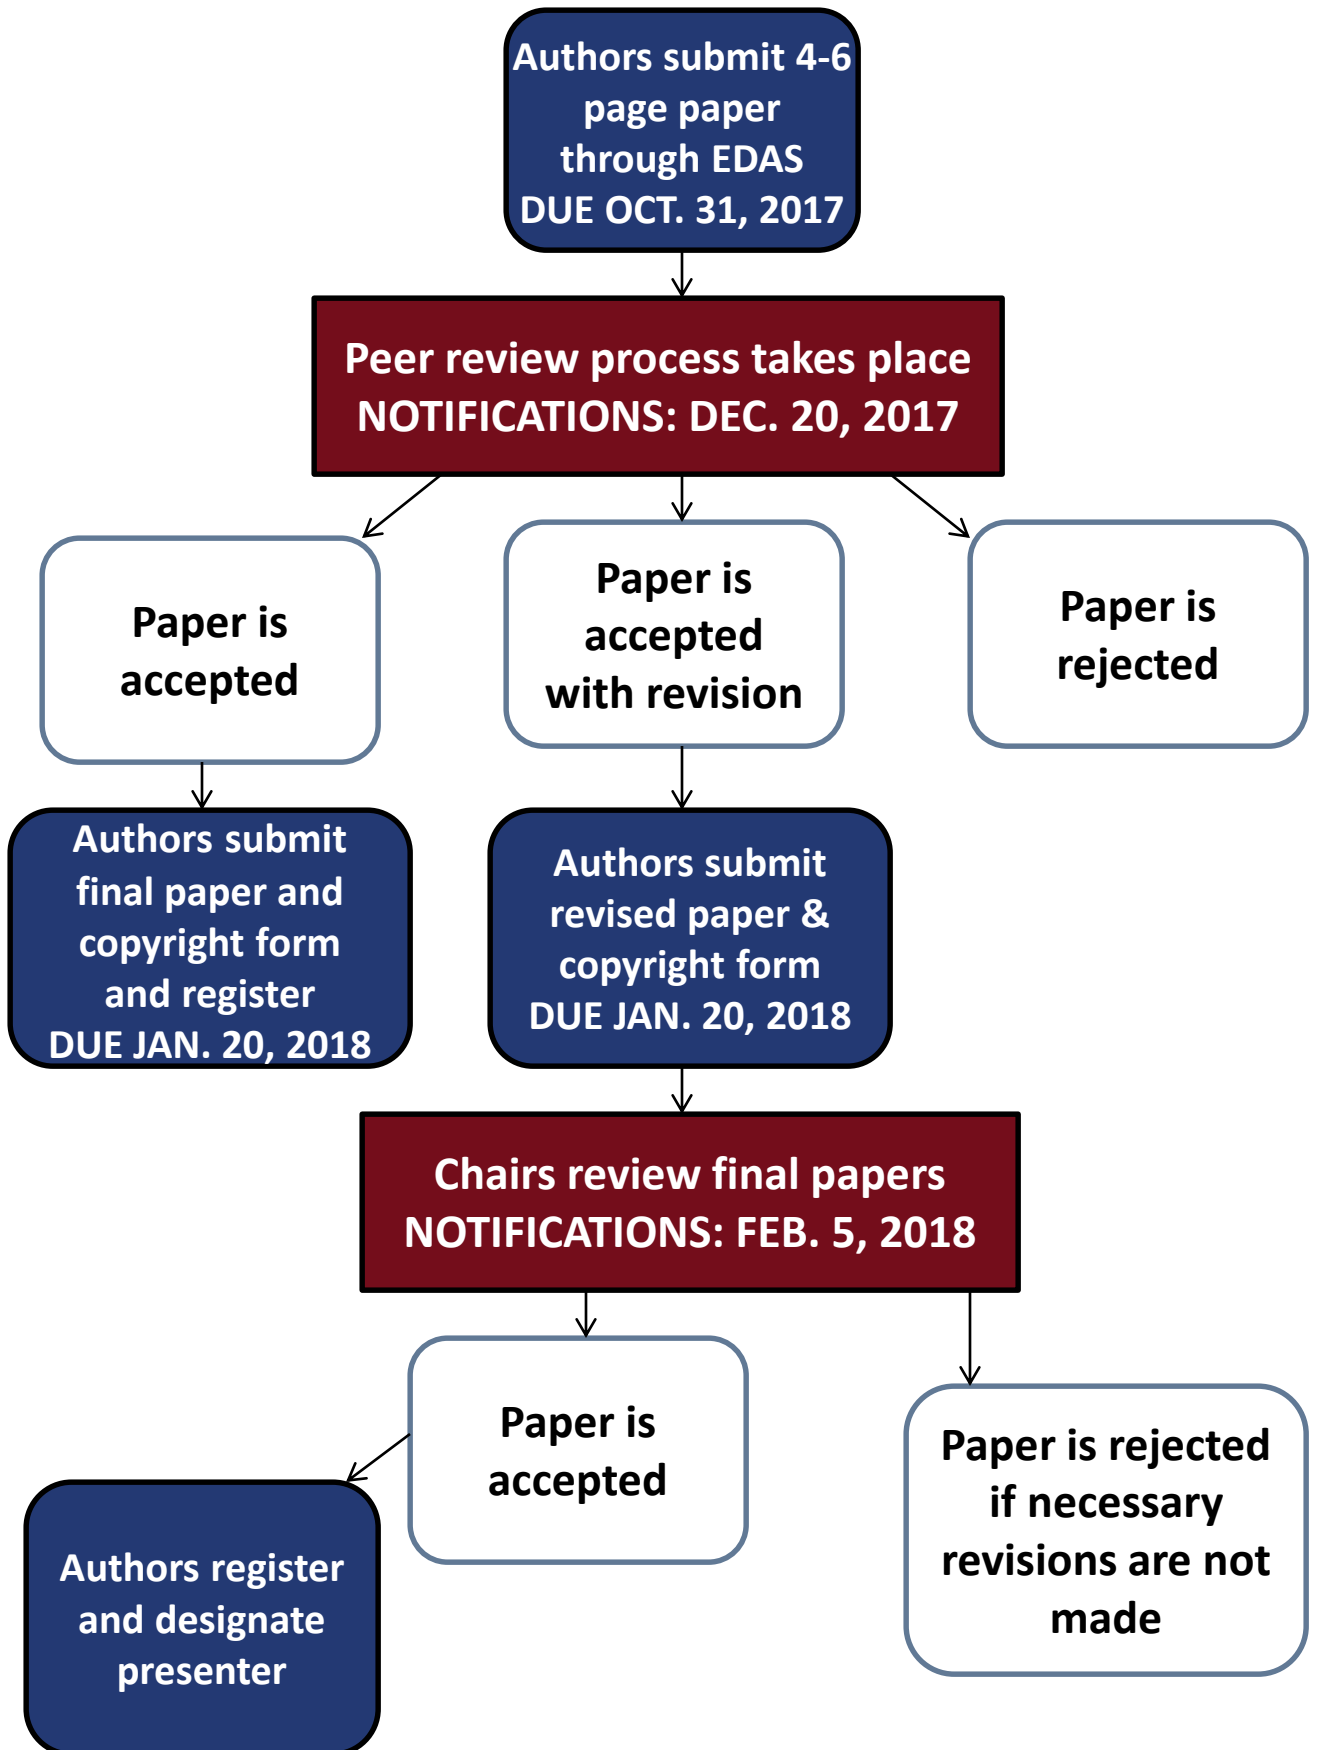 Authors submit 4-6
page paper
through EDAS
DUE OCT. 31, 2017
Peer review process takes place
NOTIFICATIONS: DEC. 20, 2017
Paper is
accepted
Paper is
accepted
with revision
Paper is
rejected
Authors submit
final paper and
copyright form
and register
DUE JAN. 20, 2018
Authors submit
revised paper &
copyright form
DUE JAN. 20, 2018
Chairs review final papers
NOTIFICATIONS: FEB. 5, 2018
Paper is
accepted
Paper is rejected
if necessary
revisions are not
made
Authors register
and designate
presenter